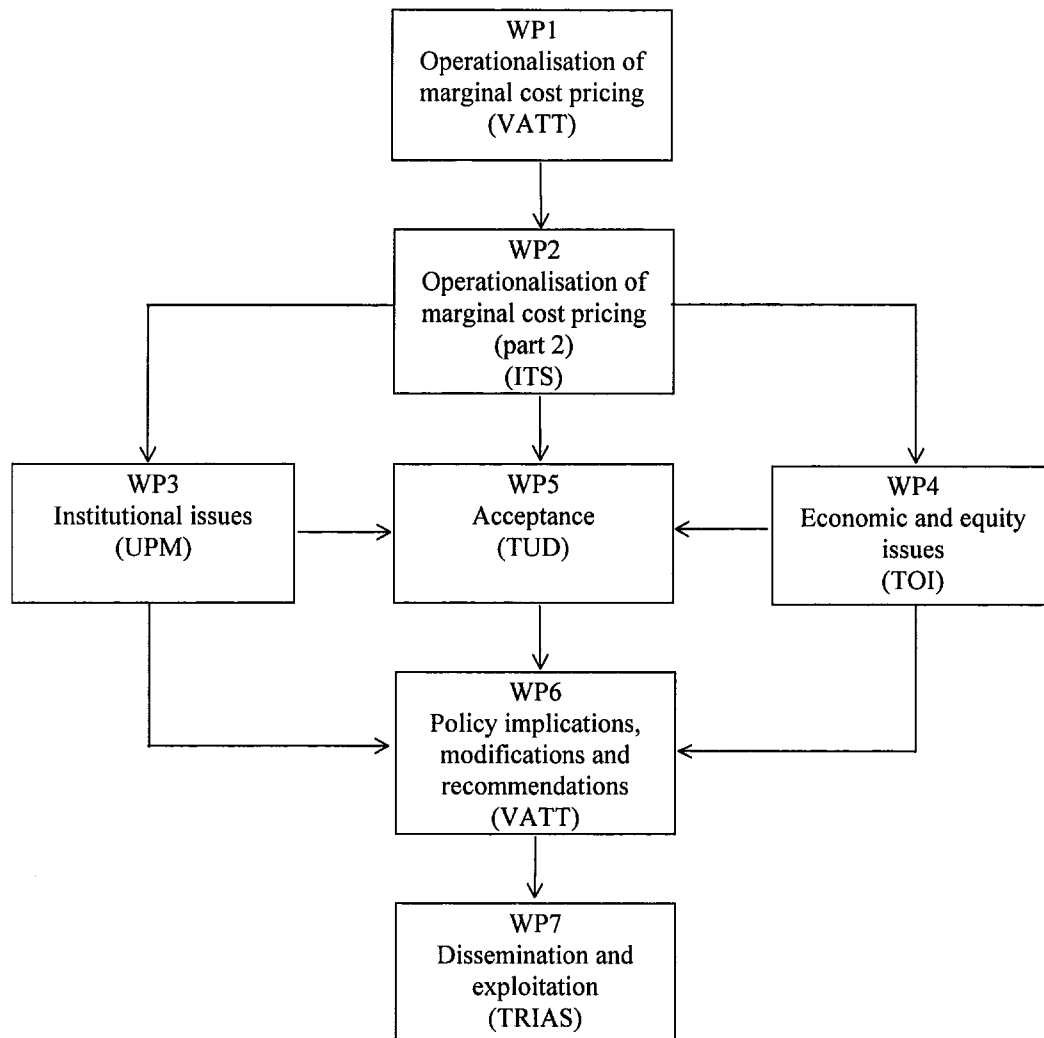 WP1
Operationalisation of
marginal cost pricing
(VATT)
WP2
Operationalisation of
marginal cost pricing
(part 2)
(ITS)
WP3
Institutional issues
(UPM)
WP5
Acceptance
(TUD)
WP4
Economic and equity
issues
(TOI)
WP6
Policy implications,
modifications and
recommendations
(VATT)
WP7
Dissemination and
exploitation
(TRIAS)